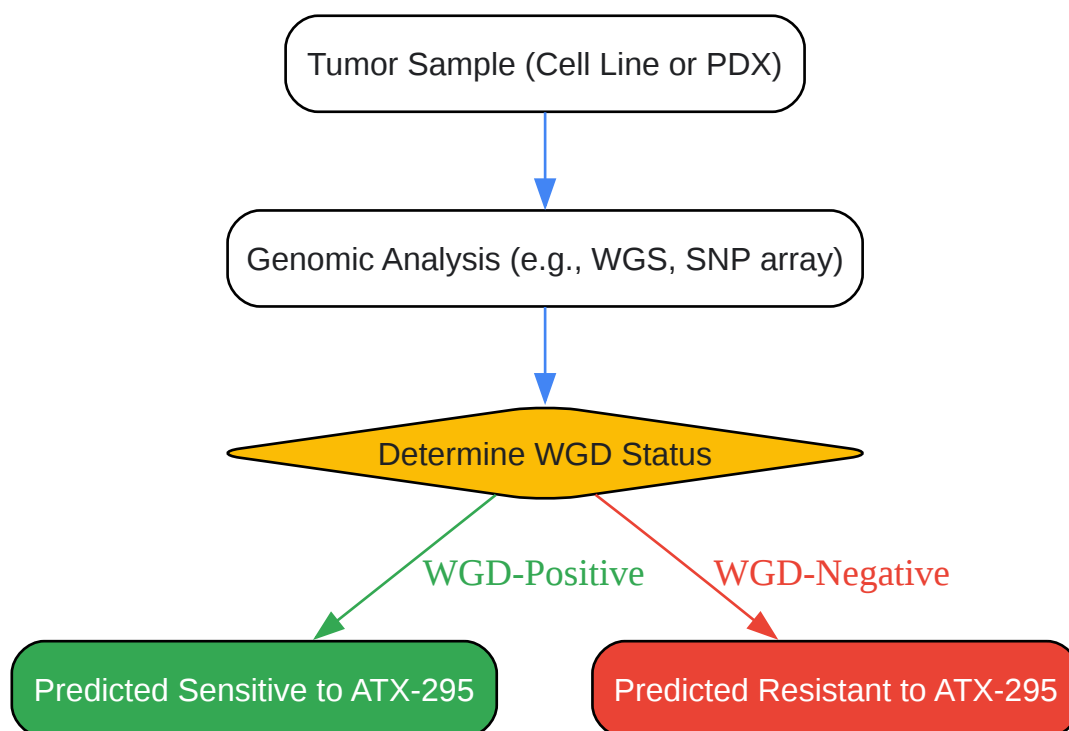 Tumor Sample (Cell Line or PDX)
Genomic Analysis (e.g., WGS, SNP array)
Determine WGD Status
WGD-Positive
WGD-Negative
Predicted Sensitive to ATX-295
Predicted Resistant to ATX-295